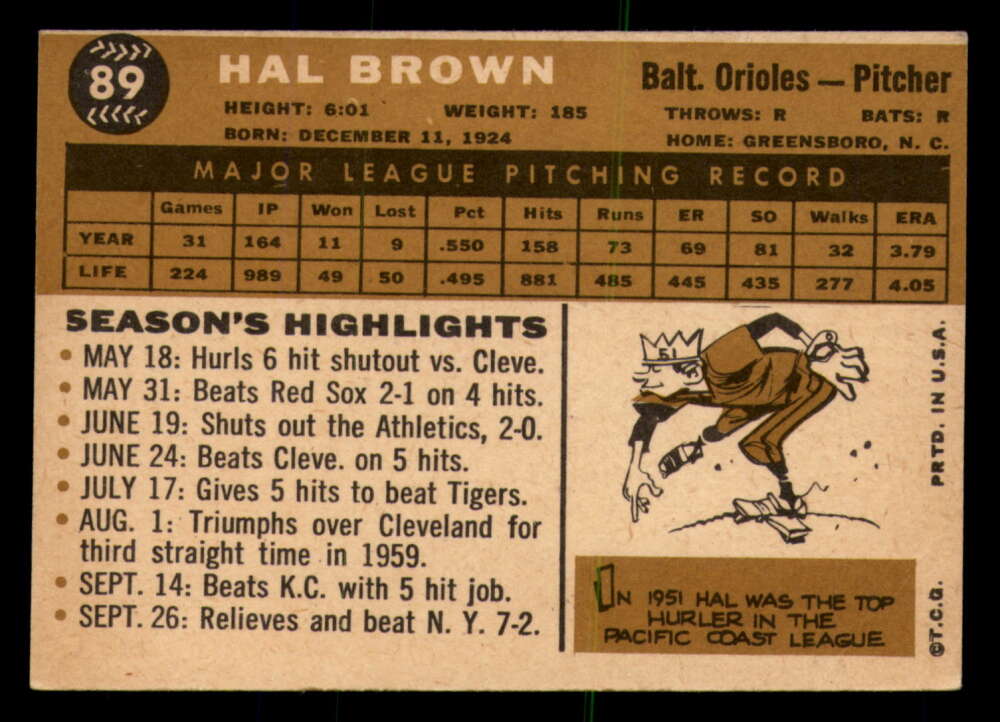 89
HAL BROWN
Balt. Orioles — Pitcher
HEIGHT: 6:01 WEIGHT: 185 THROWS: R BATS: R
BORN: DECEMBER 11, 1924 HOME: GREENSBORO, N. C.
MAJOR LEAGUE PITCHING RECORD
Games IP Won Lost Pct Hits Runs ER SO Walks ERA
YEAR 31 164 11 9 .550 158 73 69 81 32 3.79
LIFE 224 989 49 50 .495 881 485 445 435 277 4.05
SEASON'S HIGHLIGHTS
• MAY 18: Hurls 6 hit shutout vs. Cleve.
• MAY 31: Beats Red Sox 2-1 on 4 hits.
• JUNE 19: Shuts out the Athletics, 2-0.
• JUNE 24: Beats Cleve. on 5 hits.
• JULY 17: Gives 5 hits to beat Tigers.
• AUG. 1: Triumphs over Cleveland for
third straight time in 1959.
• SEPT. 14: Beats K.C. with 5 hit job.
• SEPT. 26: Relieves and beat N. Y. 7-2.
51
IN 1951 HAL WAS THE TOP
HURLER IN THE
PACIFIC COAST LEAGUE
©T.C.G. PRTD. IN U.S.A.